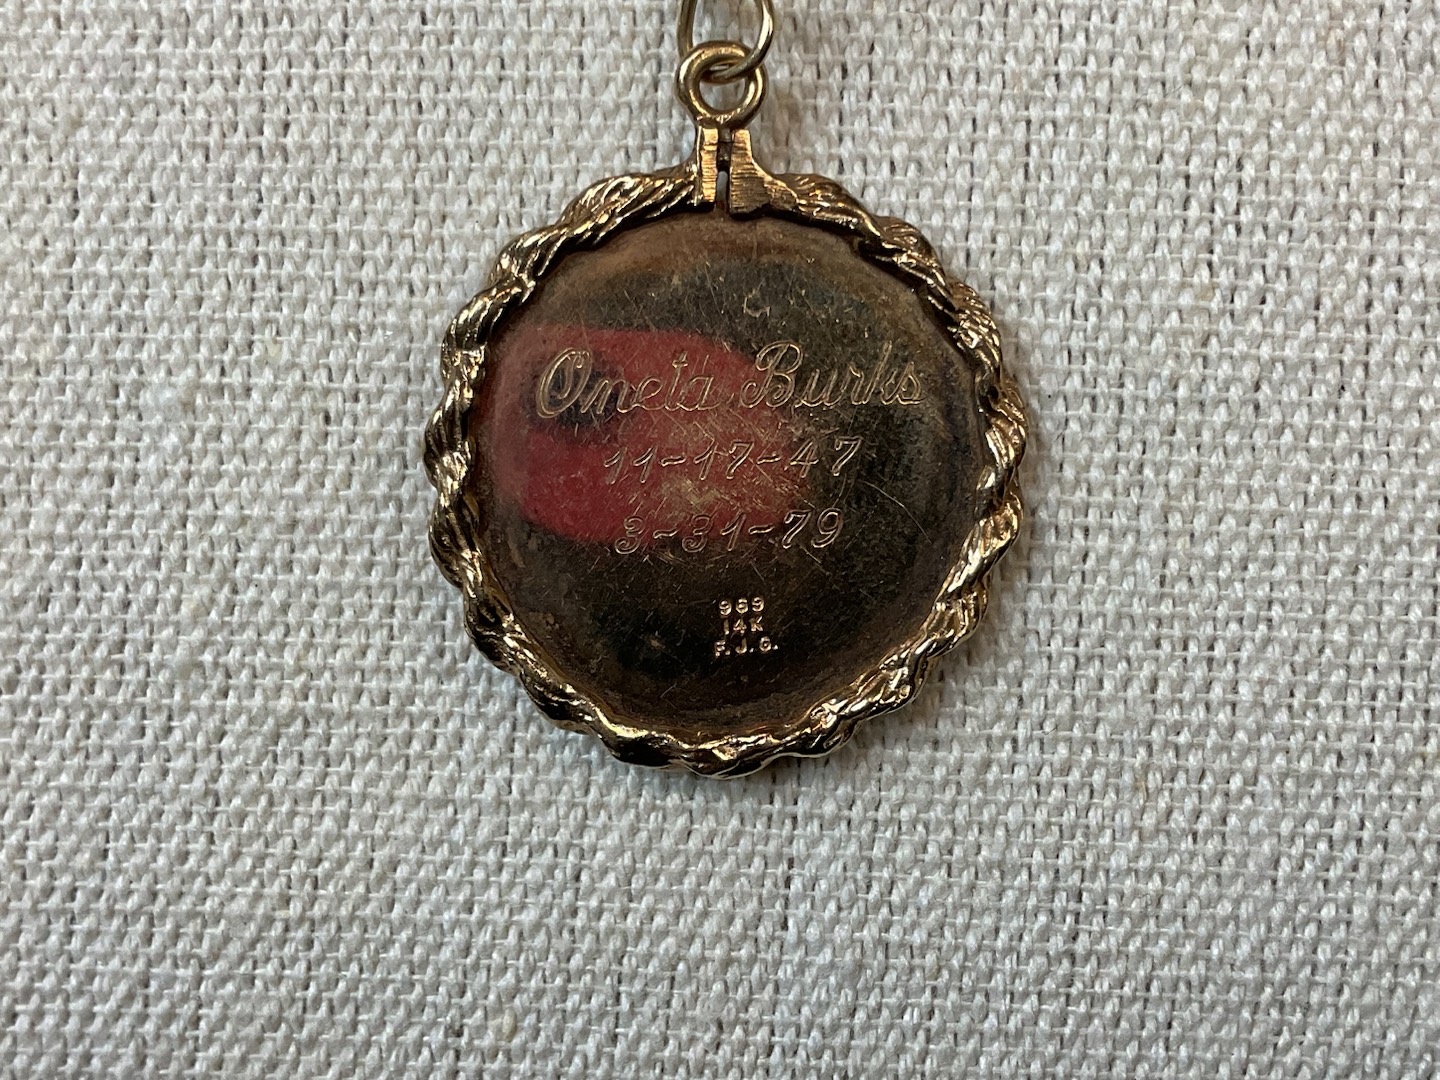 Oneta Burks
11-17-47
3-31-79
969
14K
F.J.G.